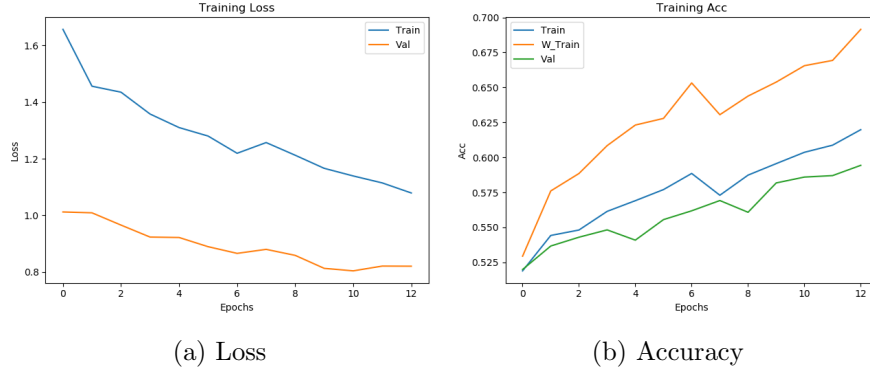 Training Loss
Train
Val
1.6
1.4
1.2
1.0
0.8
Loss
0 2 4 6 8 10 12
Epochs
(a) Loss
Training Acc
Train
W_Train
Val
0.700
0.675
0.650
0.625
0.600
0.575
0.550
0.525
Acc
0 2 4 6 8 10 12
Epochs
(b) Accuracy